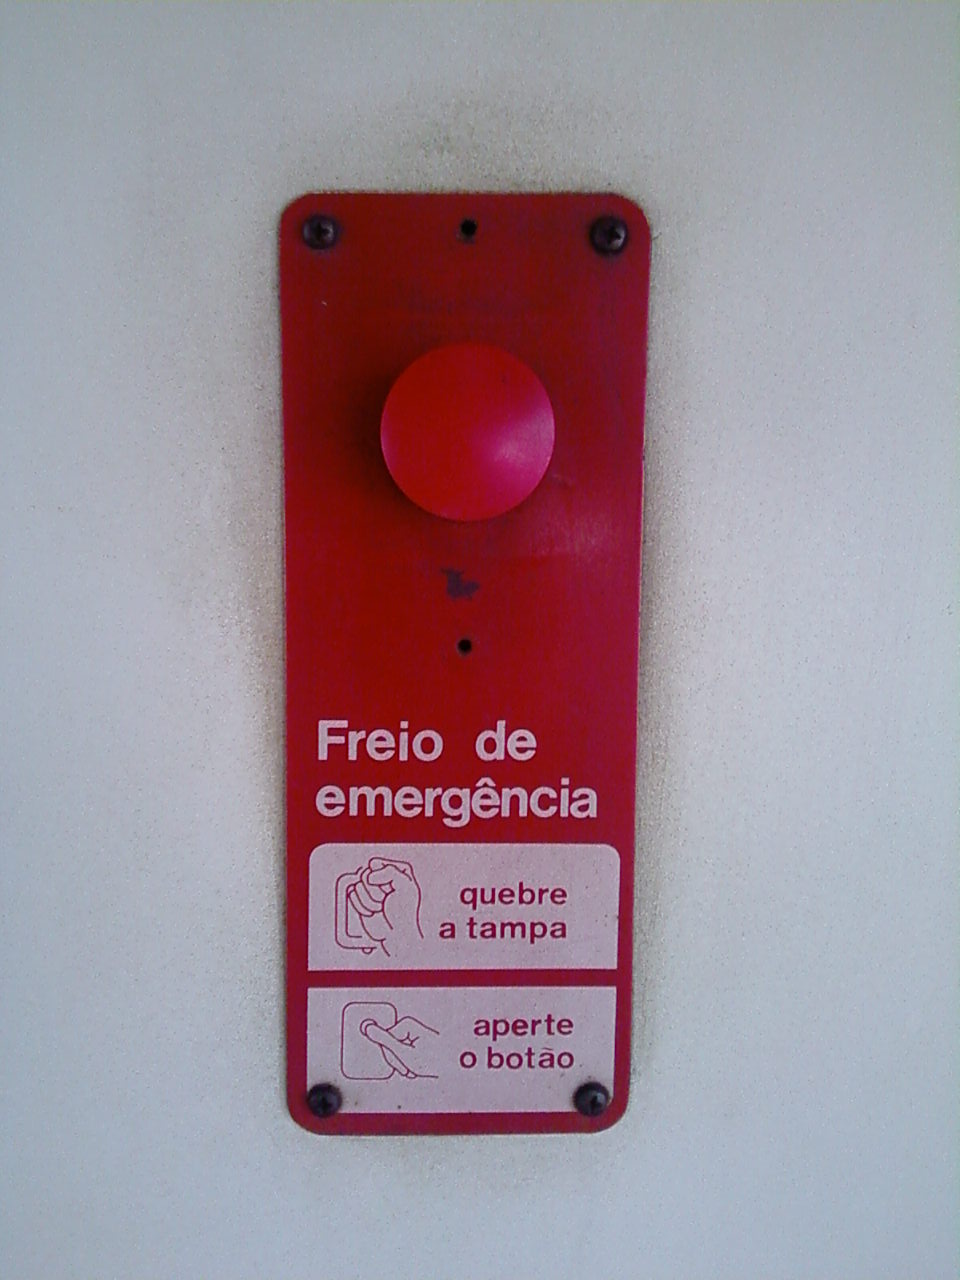 Freio de
emergência
quebre
a tampa
aperte
o botão